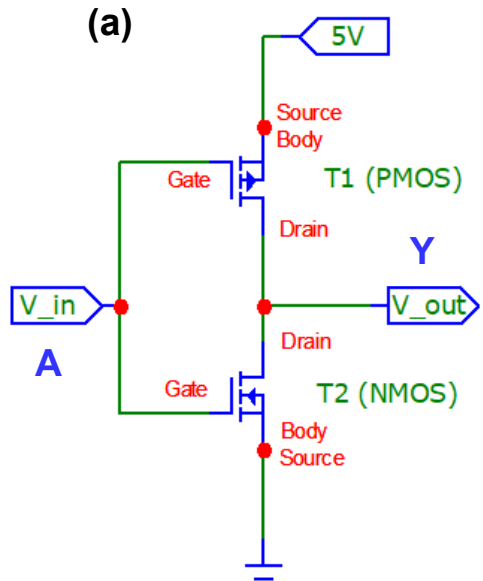 (a)
5V
Source
Body
Gate
T1 (PMOS)
Drain
Y
V_in
V_out
A
Drain
Gate
T2 (NMOS)
Body
Source